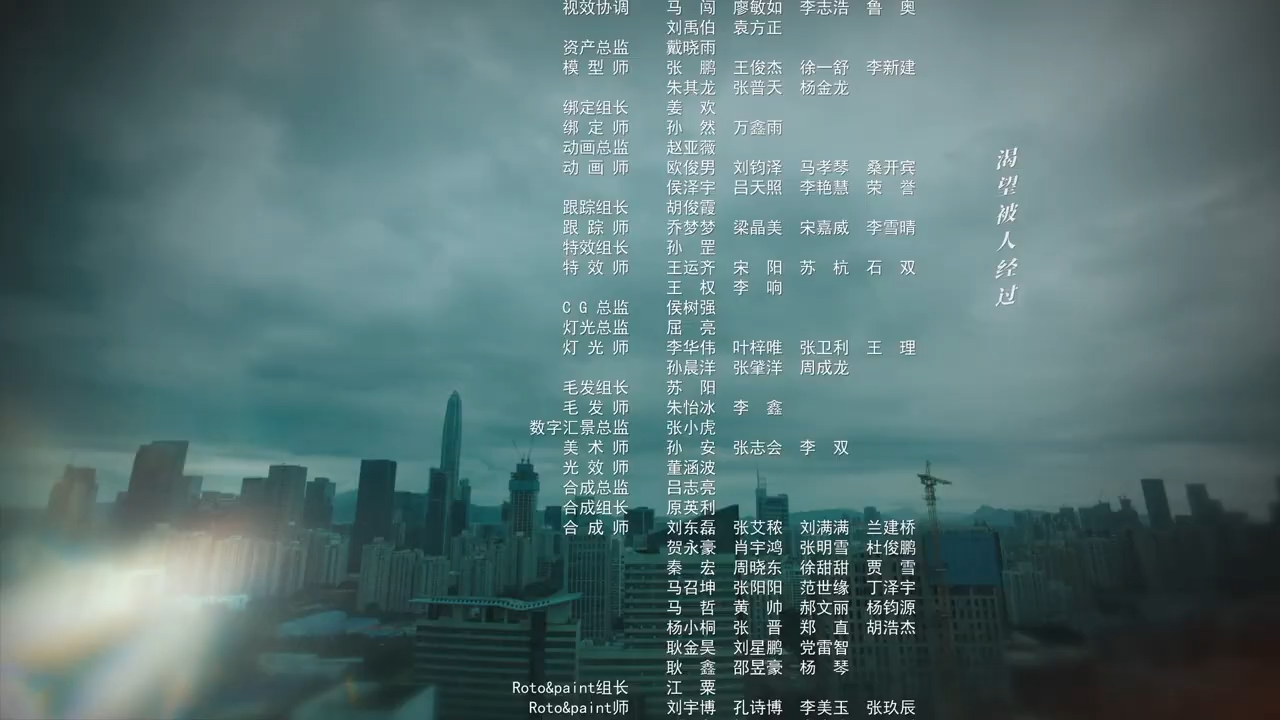 视效协调 马 闯 廖敏如 李志浩 鲁 奥
刘禹伯 袁方正
资产总监 戴晓雨
模 型 师 张 鹏 王俊杰 徐一舒 李新建
朱其龙 张普天 杨金龙
绑定组长 姜 欢
绑 定 师 孙 然 万鑫雨
动画总监 赵亚薇
动 画 师 欧俊男 刘钧泽 马孝琴 桑开宾
侯泽宇 吕天照 李艳慧 荣 誉
跟踪组长 胡俊霞
跟 踪 师 乔梦梦 梁晶美 宋嘉威 李雪晴
特效组长 孙 罡
特 效 师 王运齐 宋 阳 苏 杭 石 双
王 权 李 响
C G 总监 侯树强
灯光总监 屈 亮
灯 光 师 李华伟 叶梓唯 张卫利 王 理
孙晨洋 张肇洋 周成龙
毛发组长 苏 阳
毛 发 师 朱怡冰 李 鑫
数字汇景总监 张小虎
美 术 师 孙 安 张志会 李 双
光 效 师 董涵波
合成总监 吕志亮
合成组长 原英利
合 成 师 刘东磊 张艾秾 刘满满 兰建桥
贺永豪 肖宇鸿 张明雪 杜俊鹏
秦 宏 周晓东 徐甜甜 贾 雪
马召坤 张阳阳 范世缘 丁泽宇
马 哲 黄 帅 郝文丽 杨钧源
杨小桐 张 晋 郑 直 胡浩杰
耿金昊 刘星鹏 党雷智
耿 鑫 邵昱豪 杨 琴
Roto&paint组长 江 粟
Roto&paint师 刘宇博 孔诗博 李美玉 张玖辰
渴望被人经过